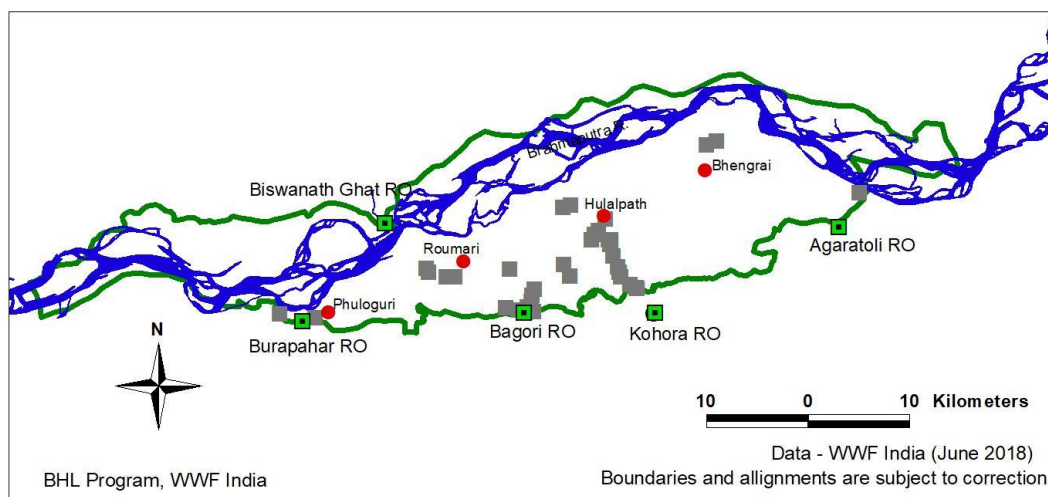 Brahmaputra R.
Bhengrai
Biswanath Ghat RO
Hulalpath
Roumari
Agaratoli RO
Phuloguri
Bagori RO
Kohora RO
Burapahar RO
N
10 0 10 Kilometers
Data - WWF India (June 2018)
BHL Program, WWF India
Boundaries and allignments are subject to correction